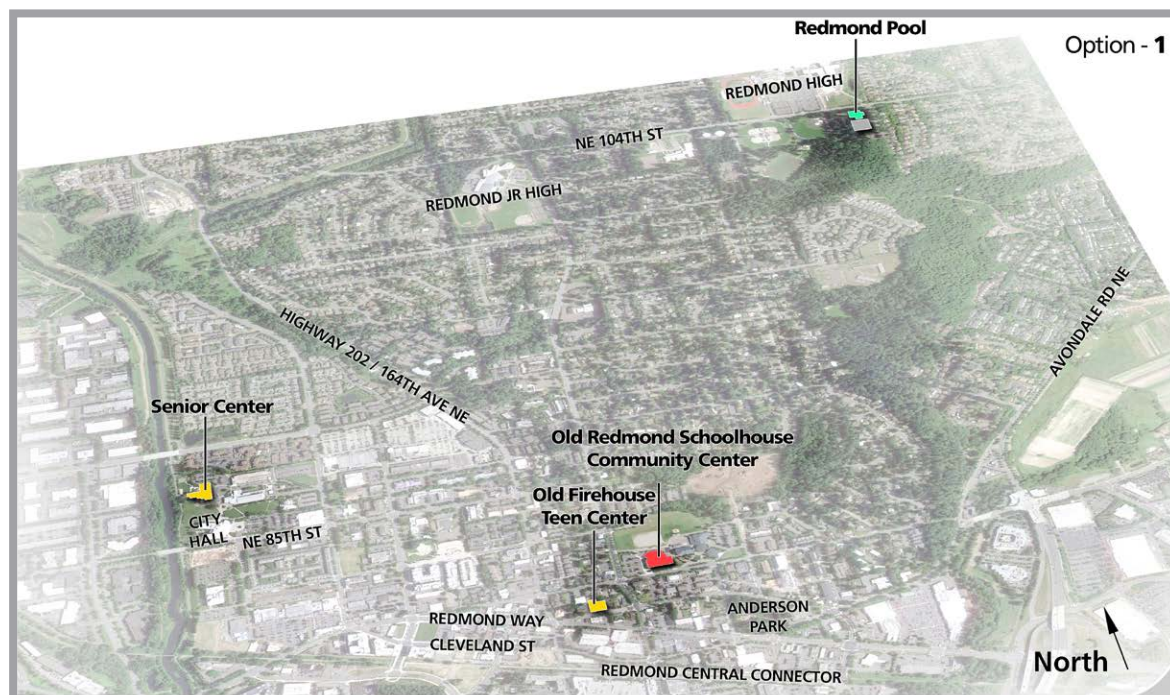 Redmond Pool
Option - 1
REDMOND HIGH
NE 104TH ST
REDMOND JR HIGH
AVONDALE RD NE
HIGHWAY 202 / 164TH AVE NE
Senior Center
Old Redmond Schoolhouse
Community Center
Old Firehouse
Teen Center
CITY
HALL
NE 85TH ST
REDMOND WAY
ANDERSON
PARK
CLEVELAND ST
REDMOND CENTRAL CONNECTOR
North